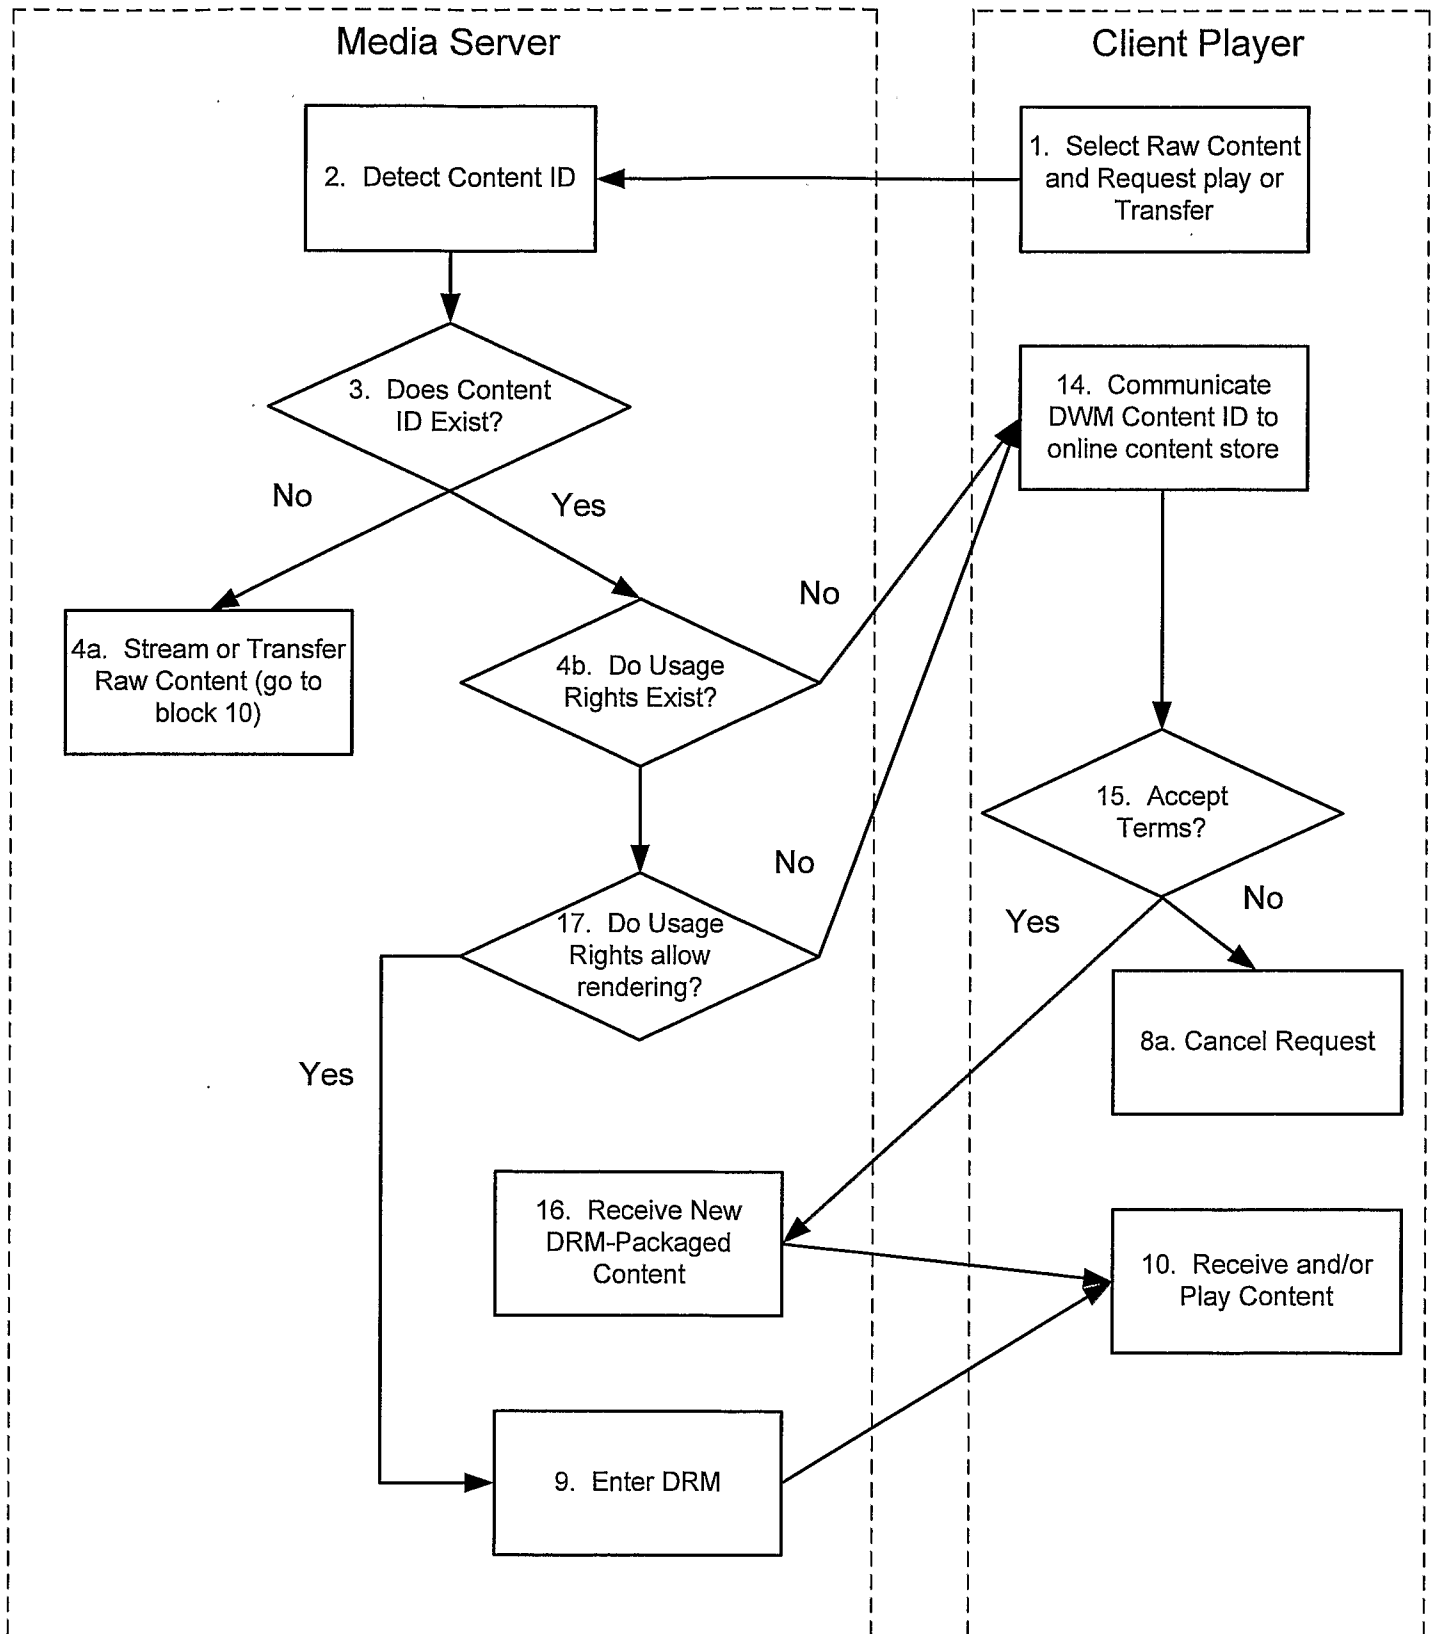 Media Server
Client Player
1. Select Raw Content
and Request play or
Transfer
2. Detect Content ID
3. Does Content
ID Exist?
14. Communicate
DWM Content ID to
online content store
No
Yes
No
4a. Stream or Transfer
Raw Content (go to
block 10)
4b. Do Usage
Rights Exist?
15. Accept
Terms?
No
17. Do Usage
Rights allow
rendering?
Yes
No
8a. Cancel Request
Yes
16. Receive New
DRM-Packaged
Content
10. Receive and/or
Play Content
9. Enter DRM